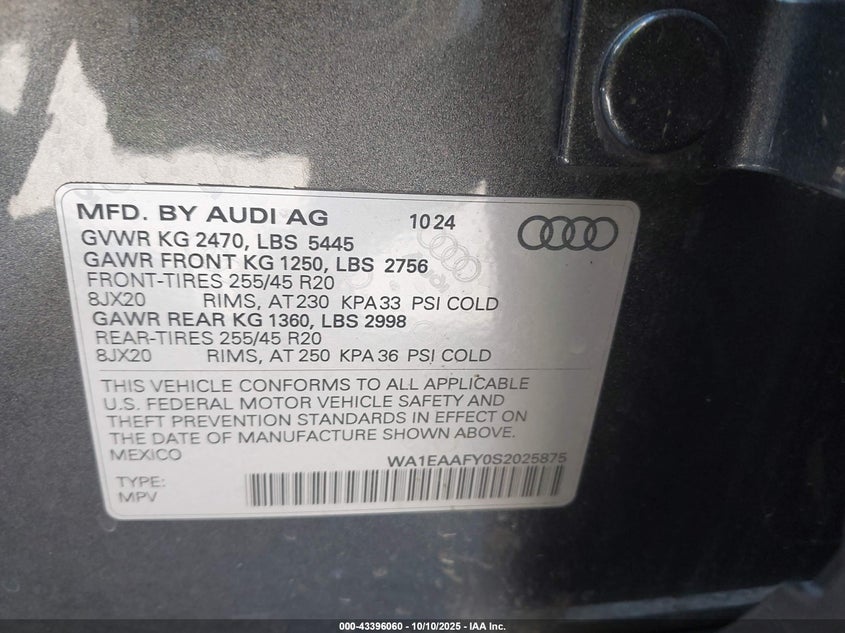 MFD. BY AUDI AG 10 24
GVWR KG 2470, LBS 5445
GAWR FRONT KG 1250, LBS 2756
FRONT-TIRES 255/45 R20
8JX20 RIMS, AT 230 KPA 33 PSI COLD
GAWR REAR KG 1360, LBS 2998
REAR-TIRES 255/45 R20
8JX20 RIMS, AT 250 KPA 36 PSI COLD
THIS VEHICLE CONFORMS TO ALL APPLICABLE
U.S. FEDERAL MOTOR VEHICLE SAFETY AND
THEFT PREVENTION STANDARDS IN EFFECT ON
THE DATE OF MANUFACTURE SHOWN ABOVE.
MEXICO
WA1EAAFY0S2025875
TYPE:
MPV
000-43396060 - 10/10/2025 - IAA Inc.